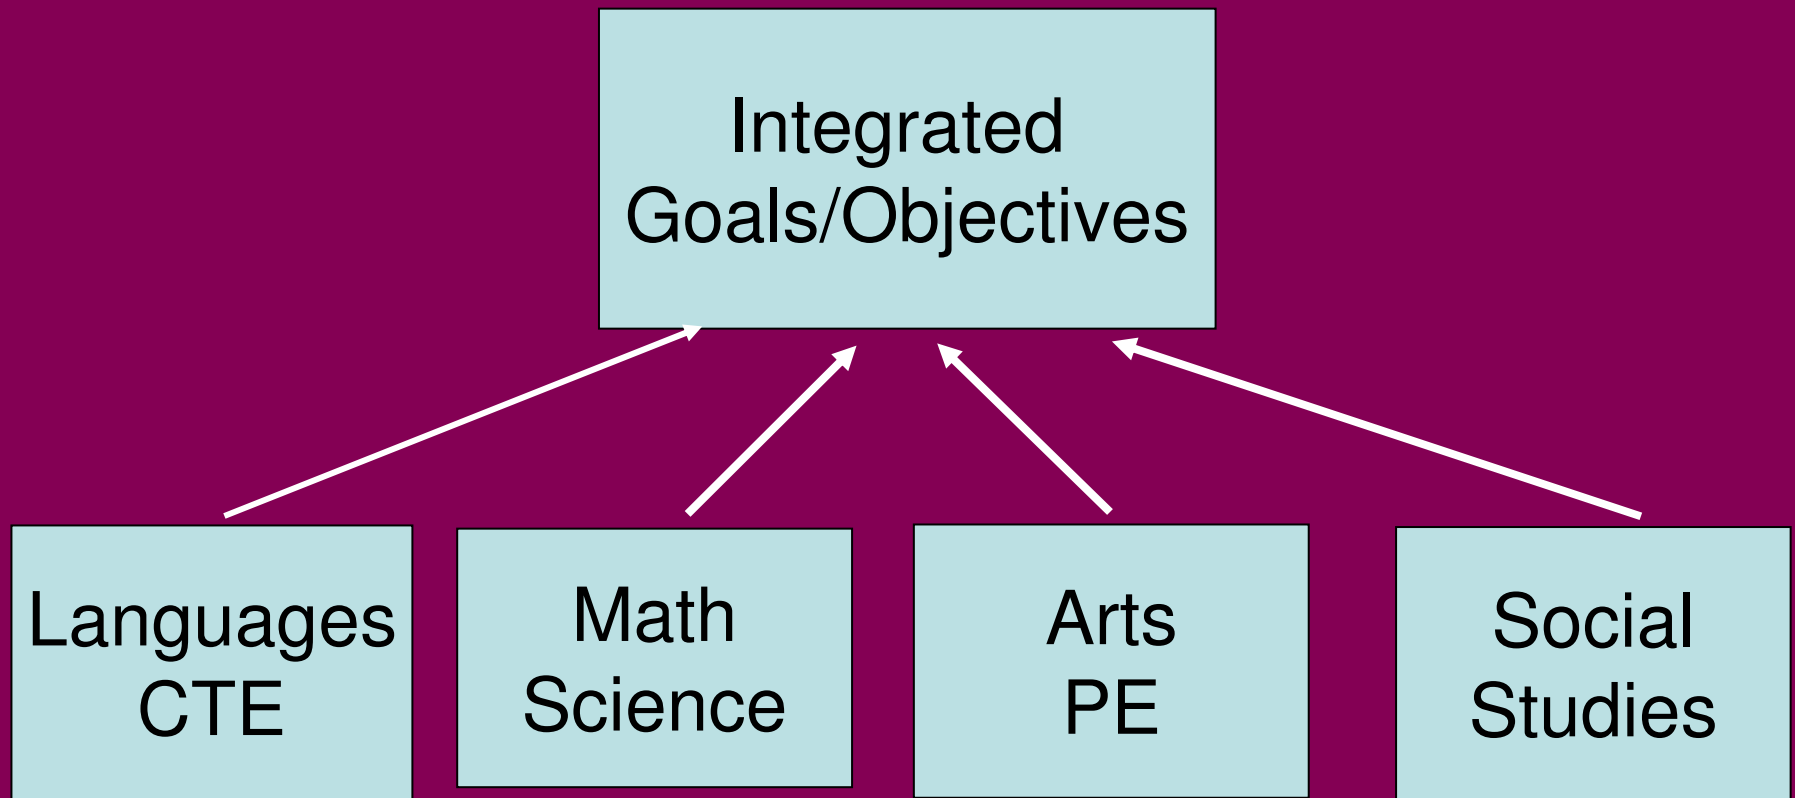 Integrated
Goals/Objectives
Languages
CTE
Math
Science
Arts
PE
Social
Studies